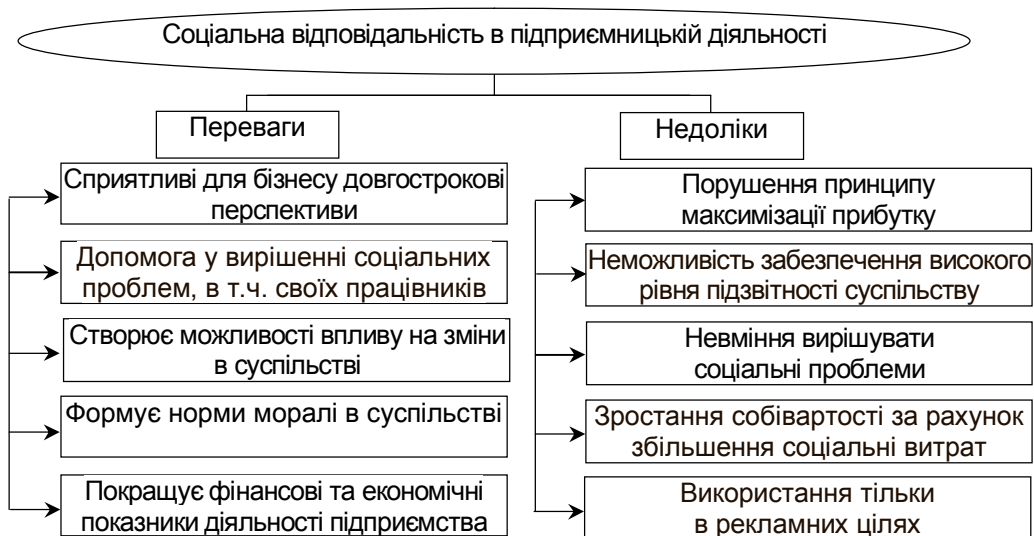 Соціальна відповідальність в підприємницькій діяльності
Переваги
Сприятливі для бізнесу довгострокові
перспективи
Допомога у вирішенні соціальних
проблем, в т.ч. своїх працівників
Створює можливості впливу на зміни
в суспільстві
Формує норми моралі в суспільстві
Покращує фінансові та економічні
показники діяльності підприємства
Недоліки
Порушення принципу
максимізації прибутку
Неможливість забезпечення високого
рівня підзвітності суспільству
Невміння вирішувати
соціальні проблеми
Зростання собівартості за рахунок
збільшення соціальні витрат
Використання тільки
в рекламних цілях